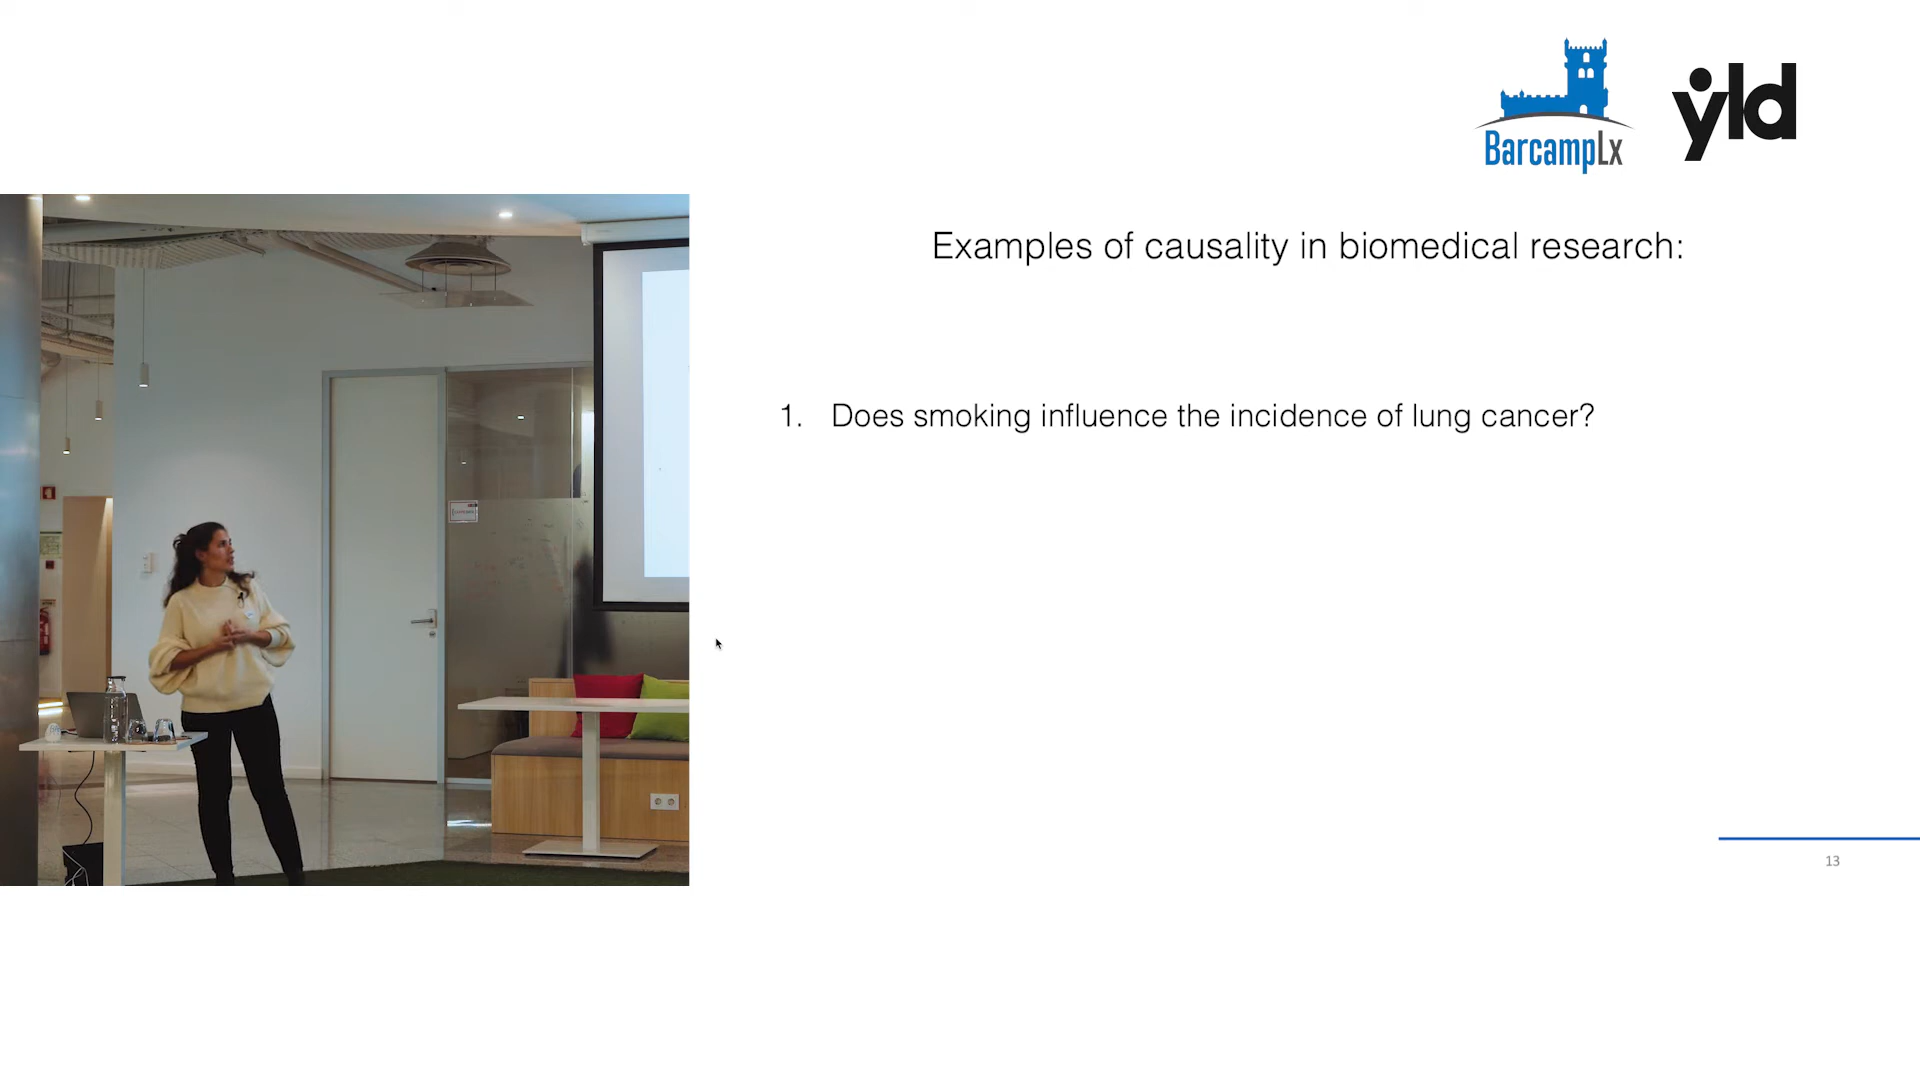 BarcampLx
yld
Examples of causality in biomedical research:
1. Does smoking influence the incidence of lung cancer?
13